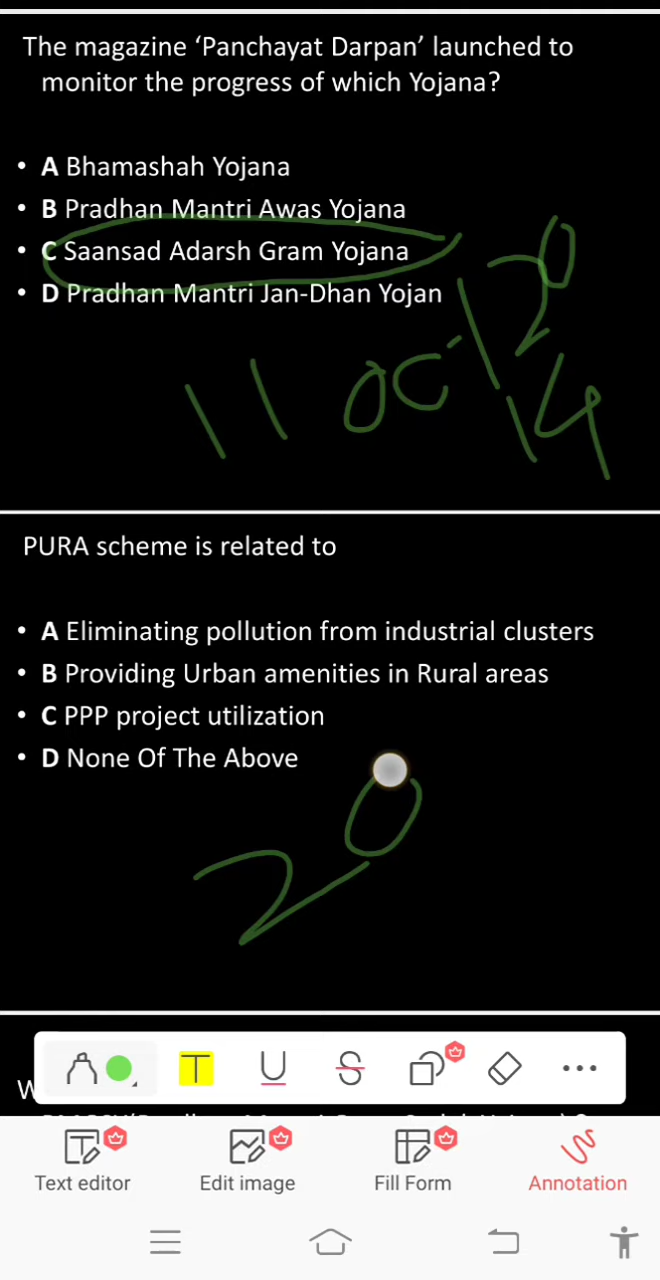 The magazine ‘Panchayat Darpan’ launched to
monitor the progress of which Yojana?
• A Bhamashah Yojana
• B Pradhan Mantri Awas Yojana
• C Saansad Adarsh Gram Yojana
• D Pradhan Mantri Jan-Dhan Yojan
11 oct 20
14
PURA scheme is related to
• A Eliminating pollution from industrial clusters
• B Providing Urban amenities in Rural areas
• C PPP project utilization
• D None Of The Above
20
T U S
Text editor Edit image Fill Form Annotation